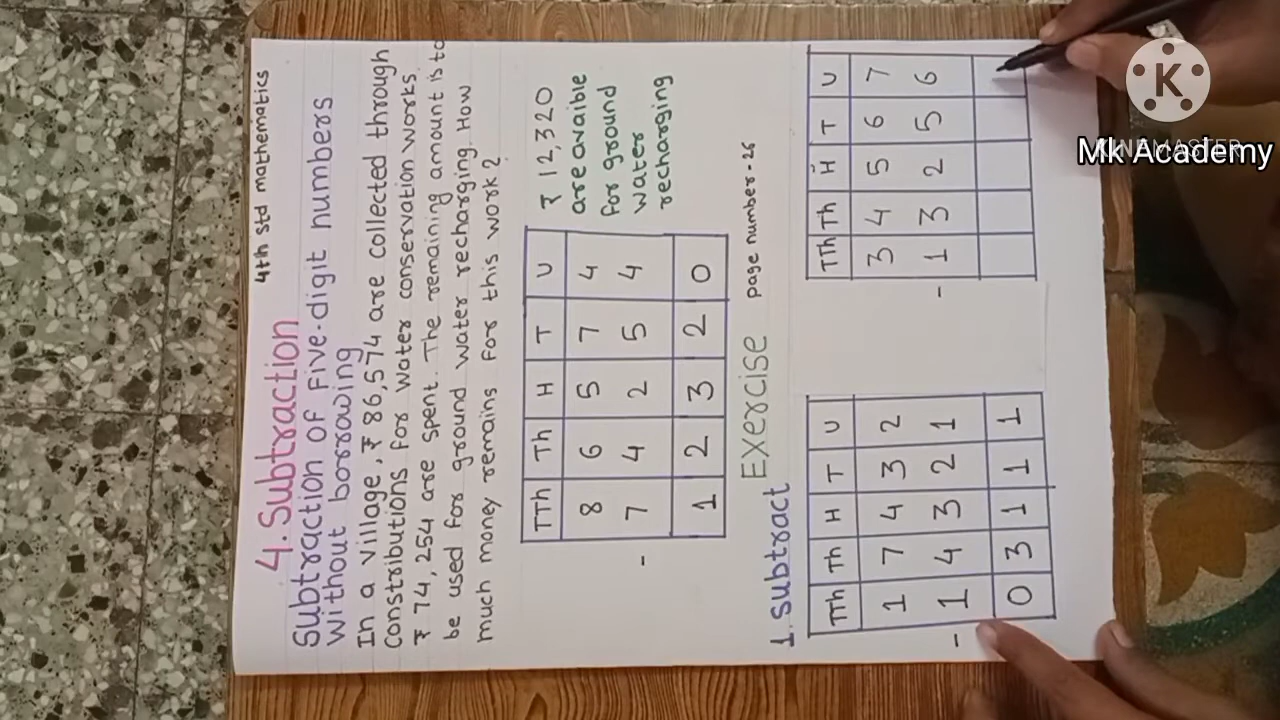 4th std mathematics
4. Subtraction
Subtraction of five-digit numbers
without borrowing
In a village, ₹ 86,574 are collected through
Constributions for water conservation works.
₹ 74,254 are spent. The remaining amount is to
be used for ground water recharging. How
much money remains for this work?
TTh Th H T U
8 6 5 7 4
- 7 4 2 5 4
1 2 3 2 0
₹ 12,320
are avaible
for ground
water
recharging
Exercise page number-26
1. subtract
TTh Th H T U
1 7 4 3 2
- 1 4 3 2 1
0 3 1 1 1
TTh Th H T U
3 4 5 6 7
- 1 3 2 5 6
K
KINEMASTER
Mk Academy